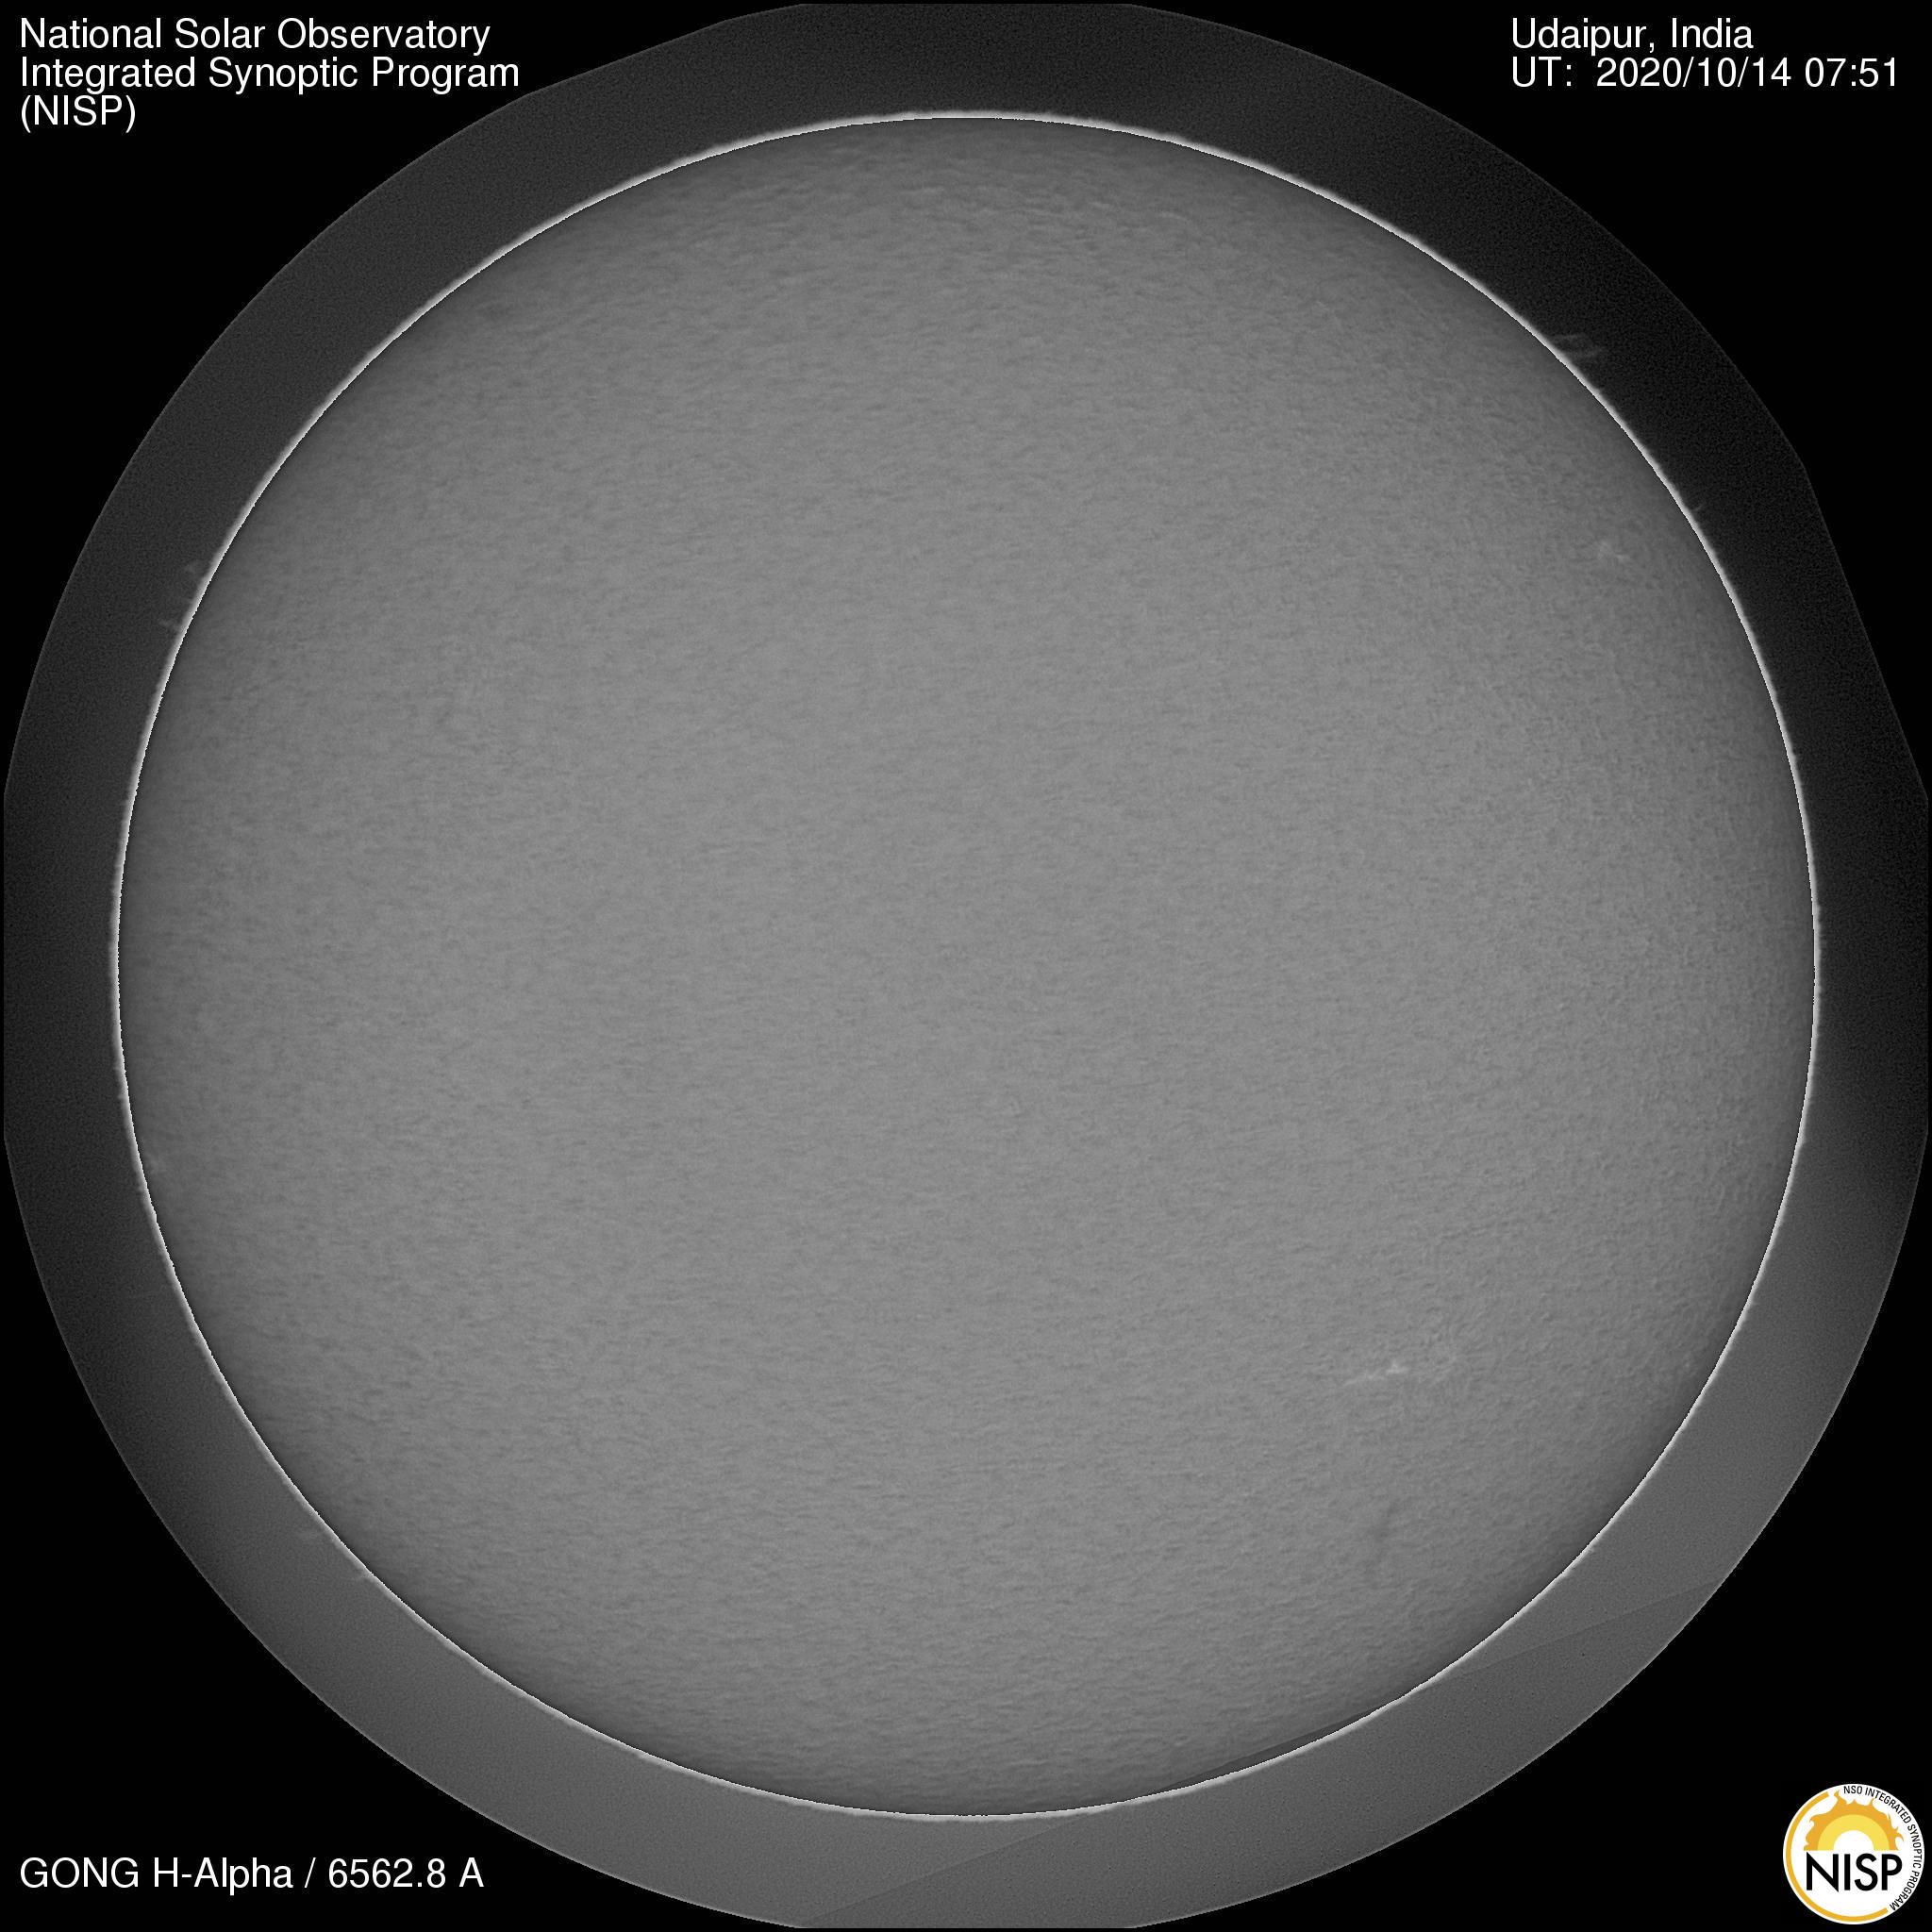 National Solar Observatory
Integrated Synoptic Program
(NISP)
Udaipur, India
UT: 2020/10/14 07:51
GONG H-Alpha / 6562.8 A
NSO INTEGRATED SYNOPTIC PROGRAM
NISP